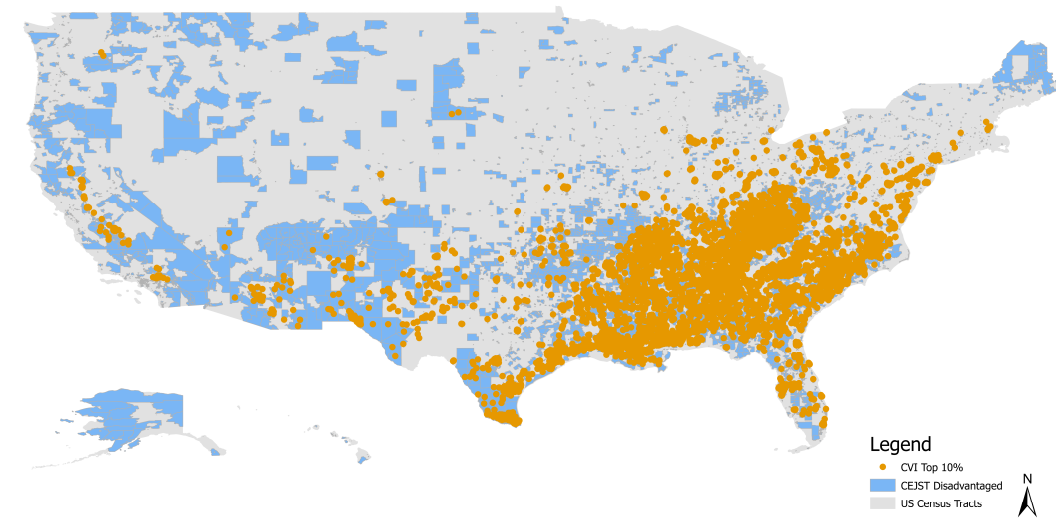 Legend
CVI Top 10%
CEJST Disadvantaged
US Census Tracts
N